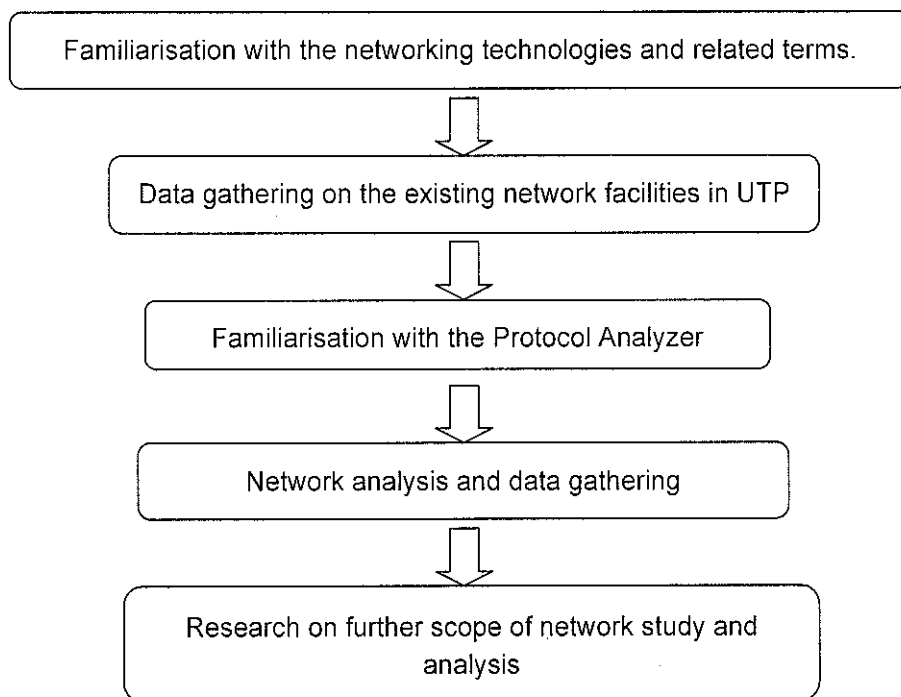 Familiarisation with the networking technologies and related terms.
Data gathering on the existing network facilities in UTP
Familiarisation with the Protocol Analyzer
Network analysis and data gathering
Research on further scope of network study and
analysis